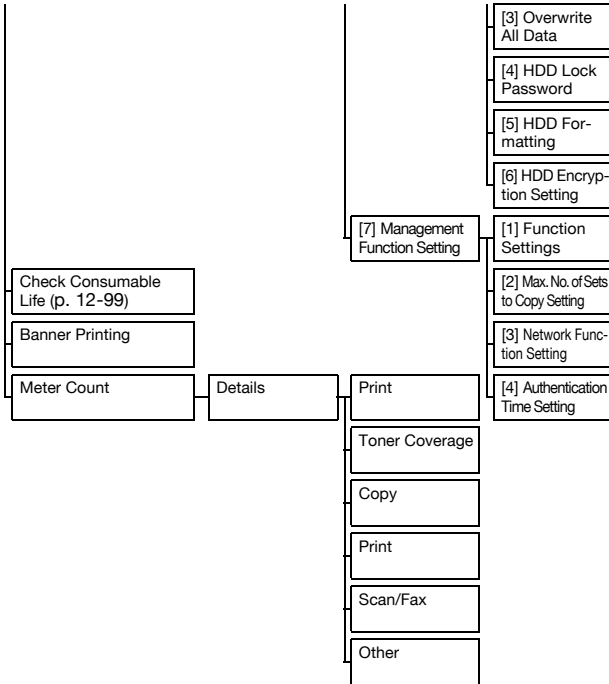 [3] Overwrite
All Data
[4] HDD Lock
Password
[5] HDD For-
matting
[6] HDD Encryp-
tion Setting
[7] Management
Function Setting
[1] Function
Settings
Check Consumable
Life (p. 12-99)
[2] Max. No. of Sets
to Copy Setting
Banner Printing
[3] Network Func-
tion Setting
Meter Count
Details
Print
[4] Authentication
Time Setting
Toner Coverage
Copy
Print
Scan/Fax
Other